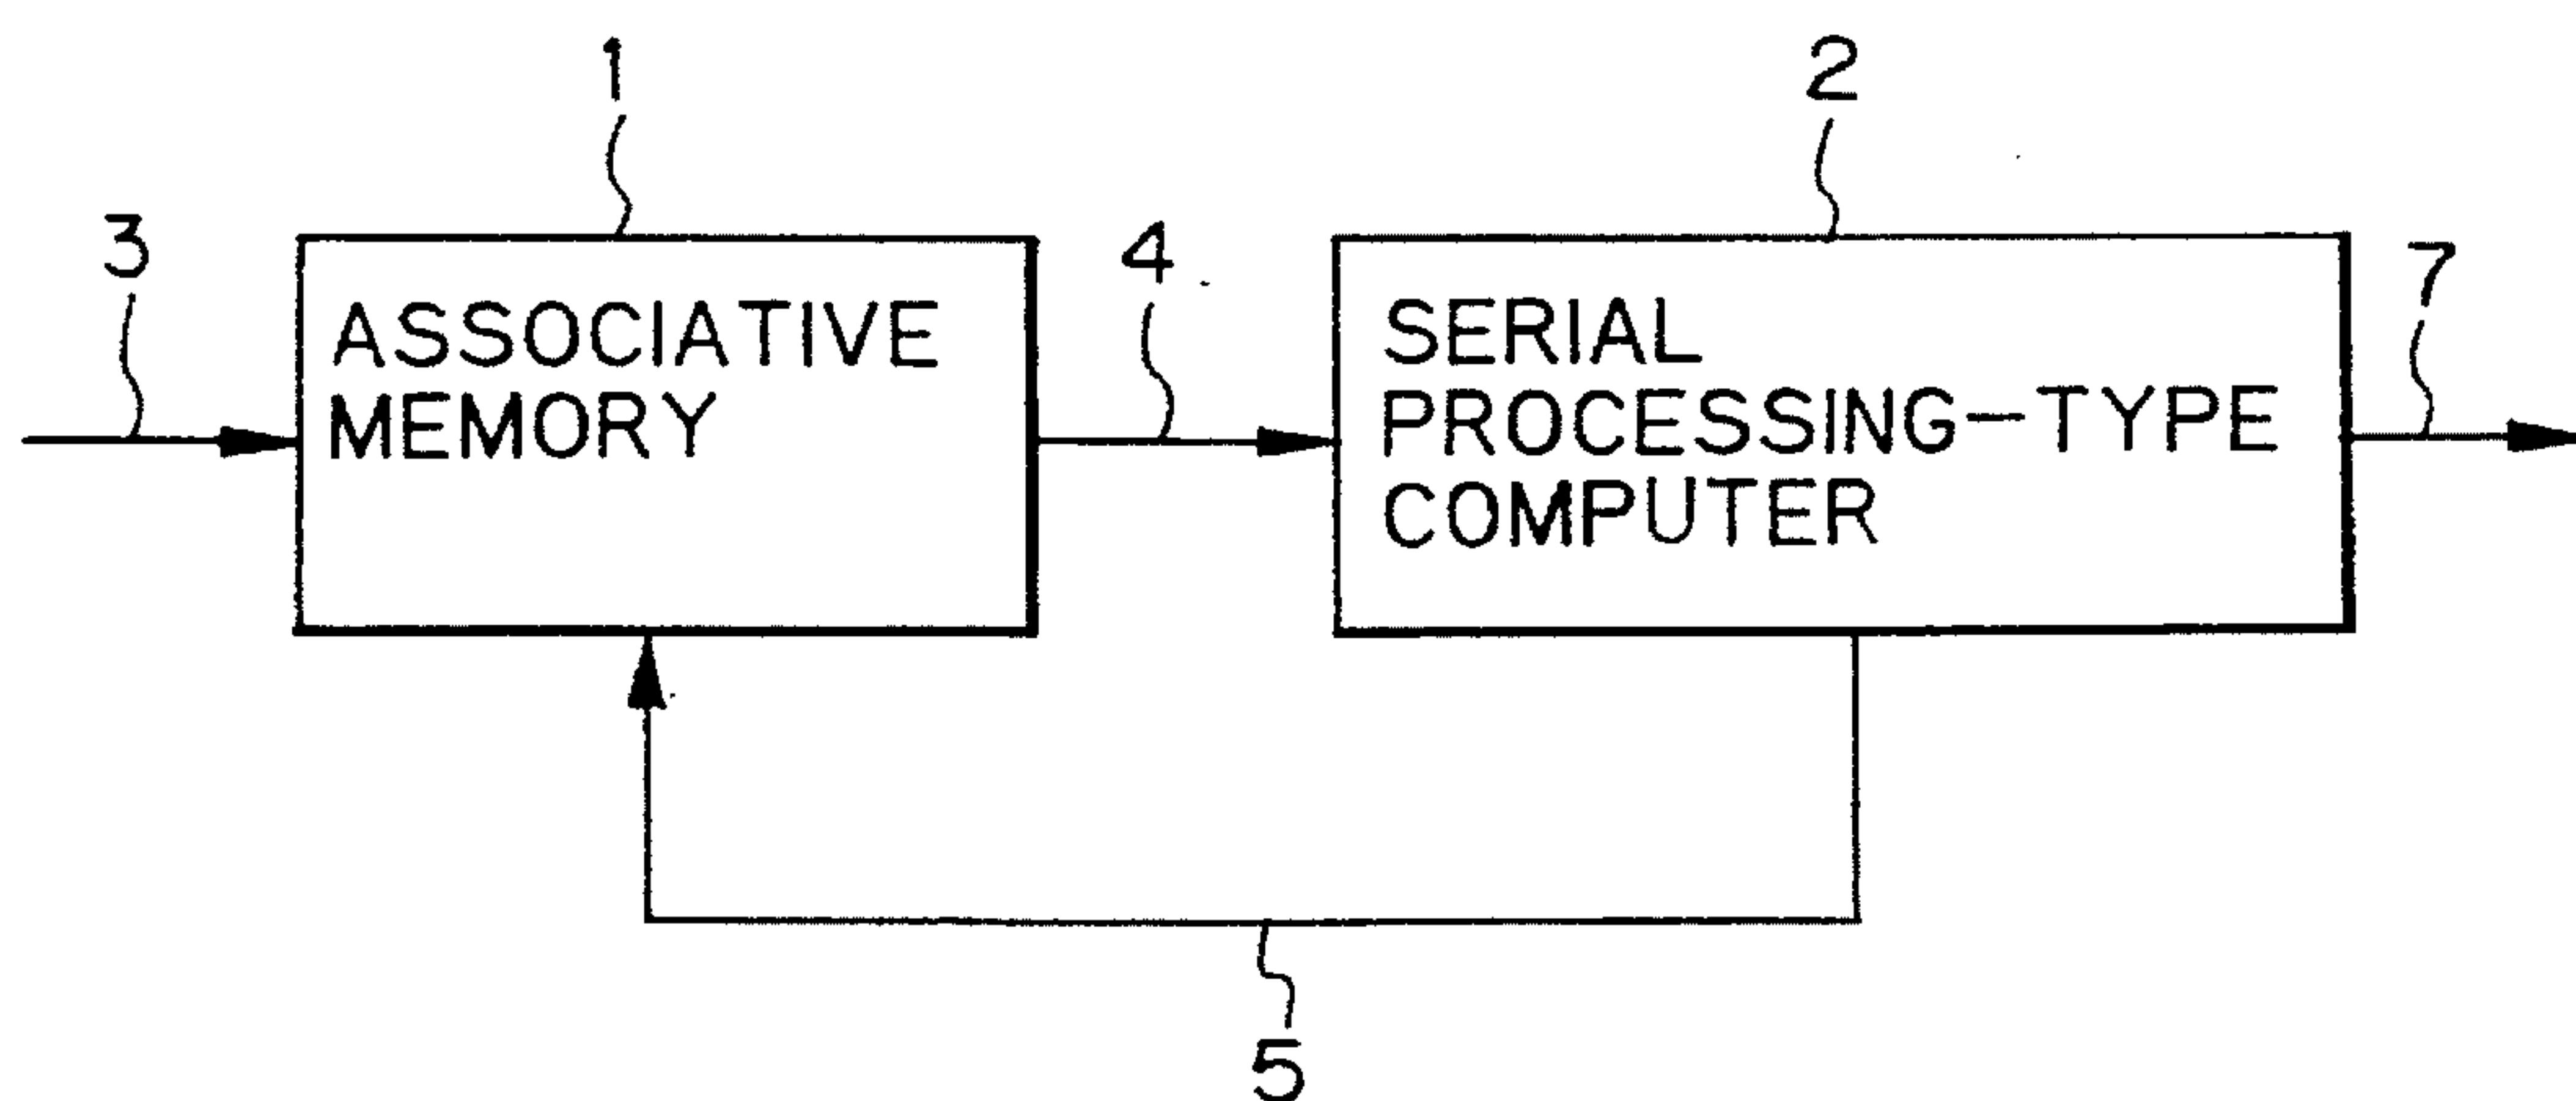 1
2
3
4
7
ASSOCIATIVE
MEMORY
SERIAL
PROCESSING-TYPE
COMPUTER
5